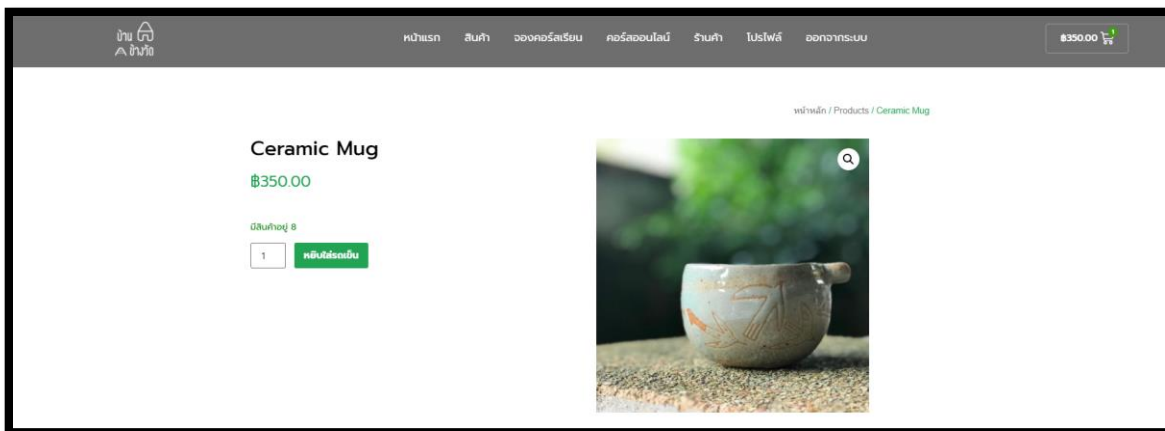 บ้าน
ข้างวัด
หน้าแรก สินค้า จองคอร์สเรียน คอร์สออนไลน์ ร้านค้า โปรไฟล์ ออกจากระบบ
฿350.00 1
หน้าหลัก / Products / Ceramic Mug
Ceramic Mug
฿350.00
มีสินค้าอยู่ 8
1 หยิบใส่รถเข็น